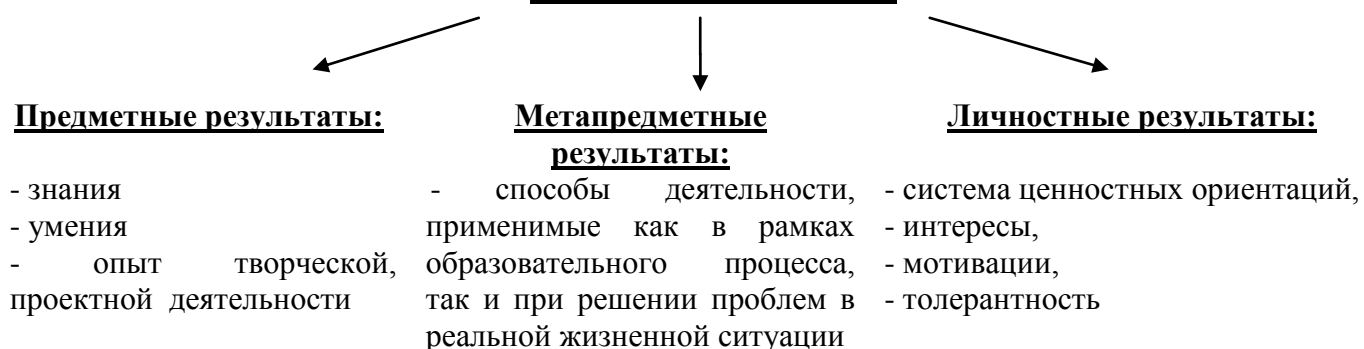 Предметные результаты:
- знания
- умения
- опыт творческой,
проектной деятельности
Метапредметные
результаты:
- способы деятельности,
применимые как в рамках
образовательного процесса,
так и при решении проблем в
реальной жизненной ситуации
Личностные результаты:
- система ценностных ориентаций,
- интересы,
- мотивации,
- толерантность